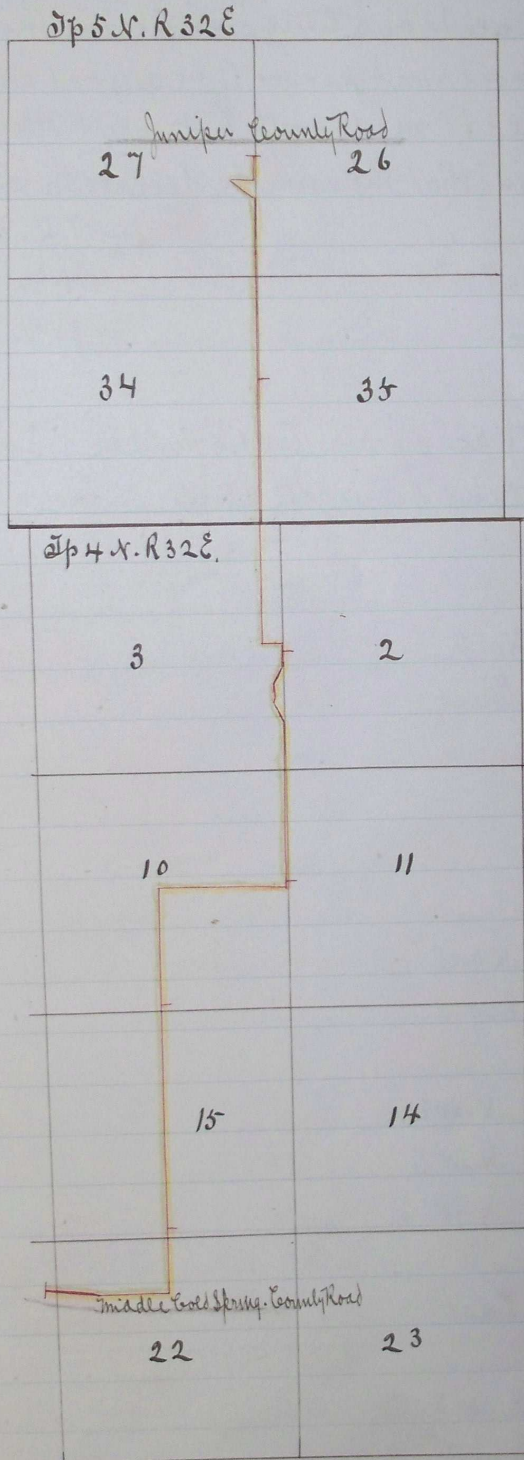 Tp 5 N. R 32 E
Juniper County Road
27 26
34 35
Tp 4 N. R 32 E.
3 2
10 11
15 14
Middle Cold Spring. County Road
22 23